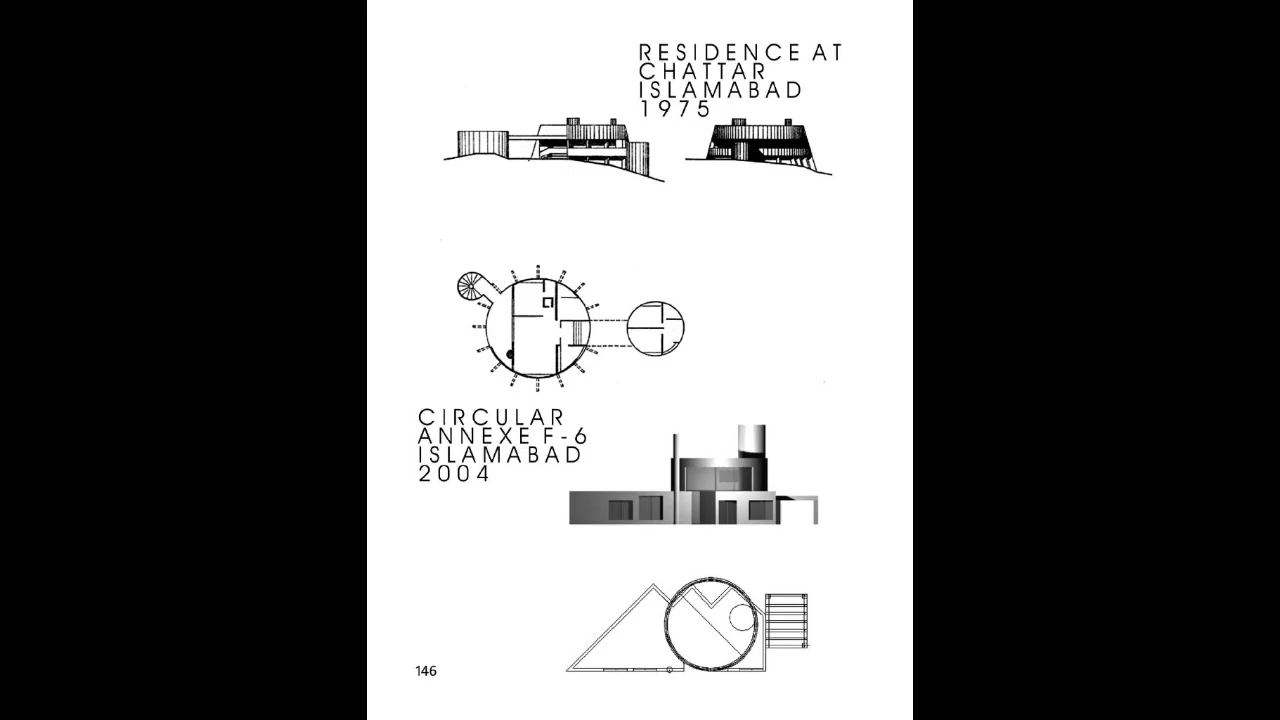 RESIDENCE AT
CHATTAR
ISLAMABAD
1975
CIRCULAR
ANNEXE F-6
ISLAMABAD
2004
146